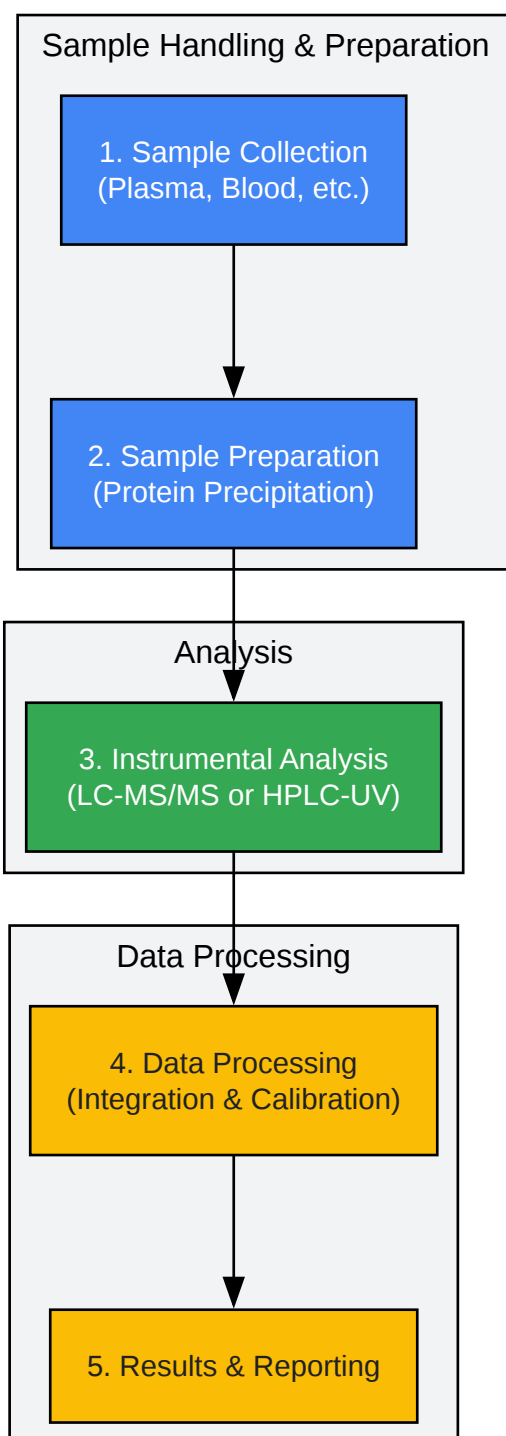 Sample Handling & Preparation
1. Sample Collection
(Plasma, Blood, etc.)
2. Sample Preparation
(Protein Precipitation)
Analysis
3. Instrumental Analysis
(LC-MS/MS or HPLC-UV)
Data Processing
4. Data Processing
(Integration & Calibration)
5. Results & Reporting